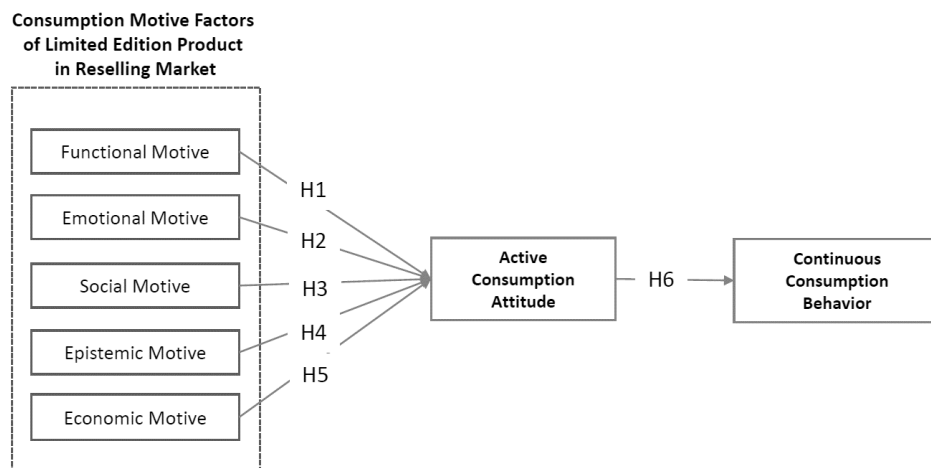 Consumption Motive Factors
of Limited Edition Product
in Reselling Market
Functional Motive
Emotional Motive
Social Motive
Epistemic Motive
Economic Motive
H1
H2
H3
H4
H5
Active
Consumption
Attitude
H6
Continuous
Consumption
Behavior